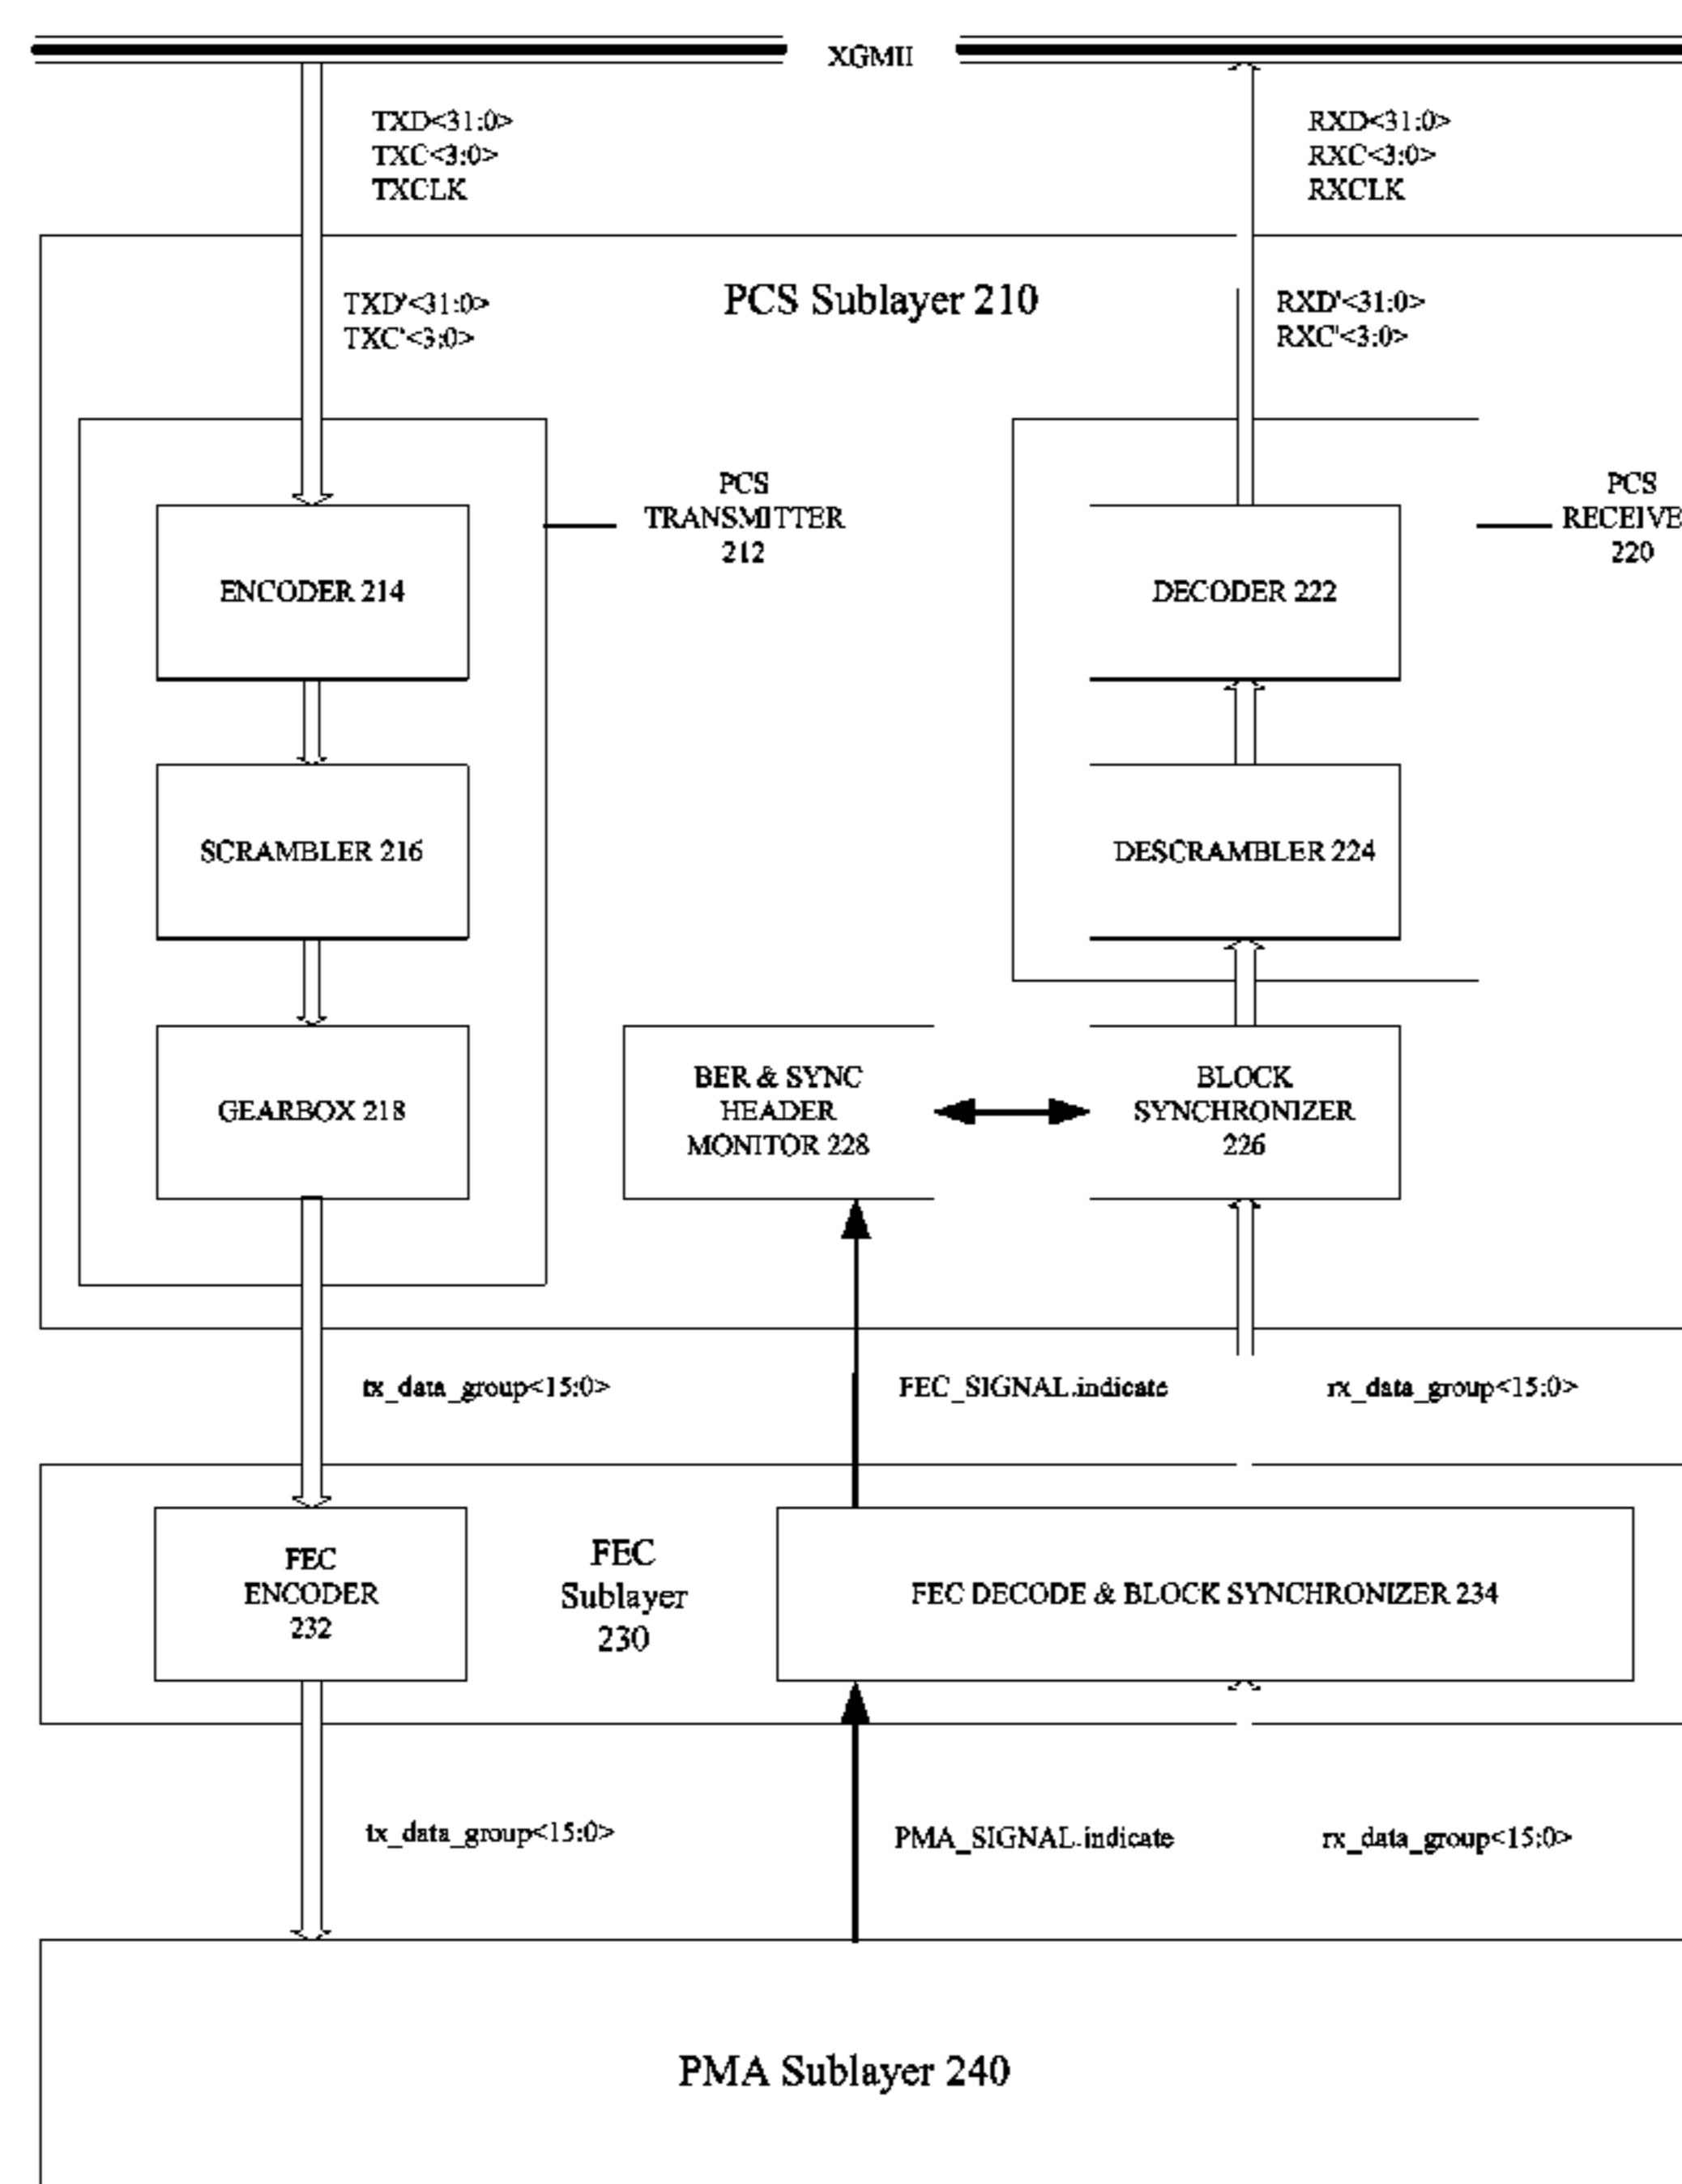 XGMII
TXD<31:0>
TXC<3:0>
TXCLK
RXD<31:0>
RXC<3:0>
RXCLK
PCS Sublayer 210
TXD'<31:0>
TXC'<3:0>
RXD'<31:0>
RXC'<3:0>
PCS
TRANSMITTER
212
PCS
RECEIVE
220
ENCODER 214
DECODER 222
SCRAMBLER 216
DESCRAMBLER 224
GEARBOX 218
BER & SYNC
HEADER
MONITOR 228
BLOCK
SYNCHRONIZER
226
tx_data_group<15:0>
FEC_SIGNAL.indicate
rx_data_group<15:0>
FEC
ENCODER
232
FEC
Sublayer
230
FEC DECODE & BLOCK SYNCHRONIZER 234
tx_data_group<15:0>
PMA_SIGNAL.indicate
rx_data_group<15:0>
PMA Sublayer 240